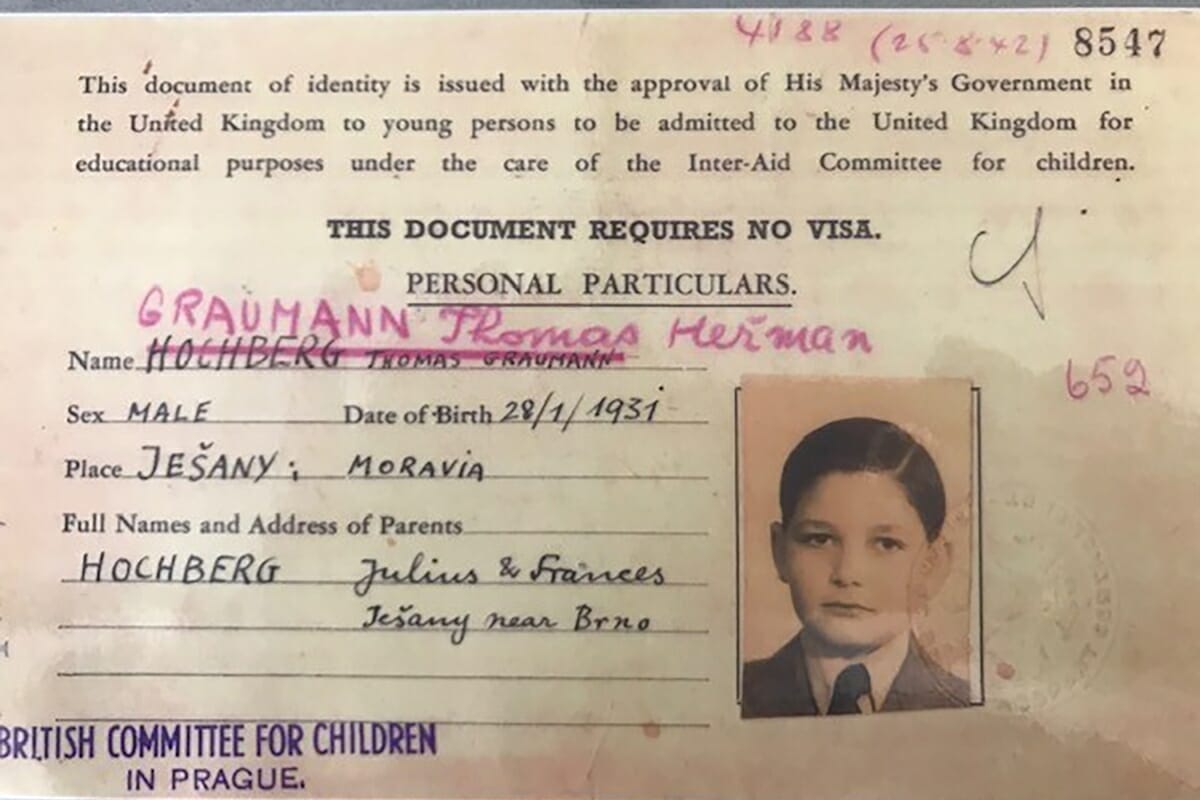 4188 (25·8·42) 8547
This document of identity is issued with the approval of His Majesty's Government in
the United Kingdom to young persons to be admitted to the United Kingdom for
educational purposes under the care of the Inter-Aid Committee for children.
THIS DOCUMENT REQUIRES NO VISA.
PERSONAL PARTICULARS.
GRAUMANN Thomas Heřman
Name HOCHBERG THOMAS GRAUMANN
652
Sex MALE Date of Birth 28/1/1931
Place JEŠANY; MORAVIA
Full Names and Address of Parents
HOCHBERG Julius & Frances
Ješany near Brno
BRITISH COMMITTEE FOR CHILDREN
IN PRAGUE.